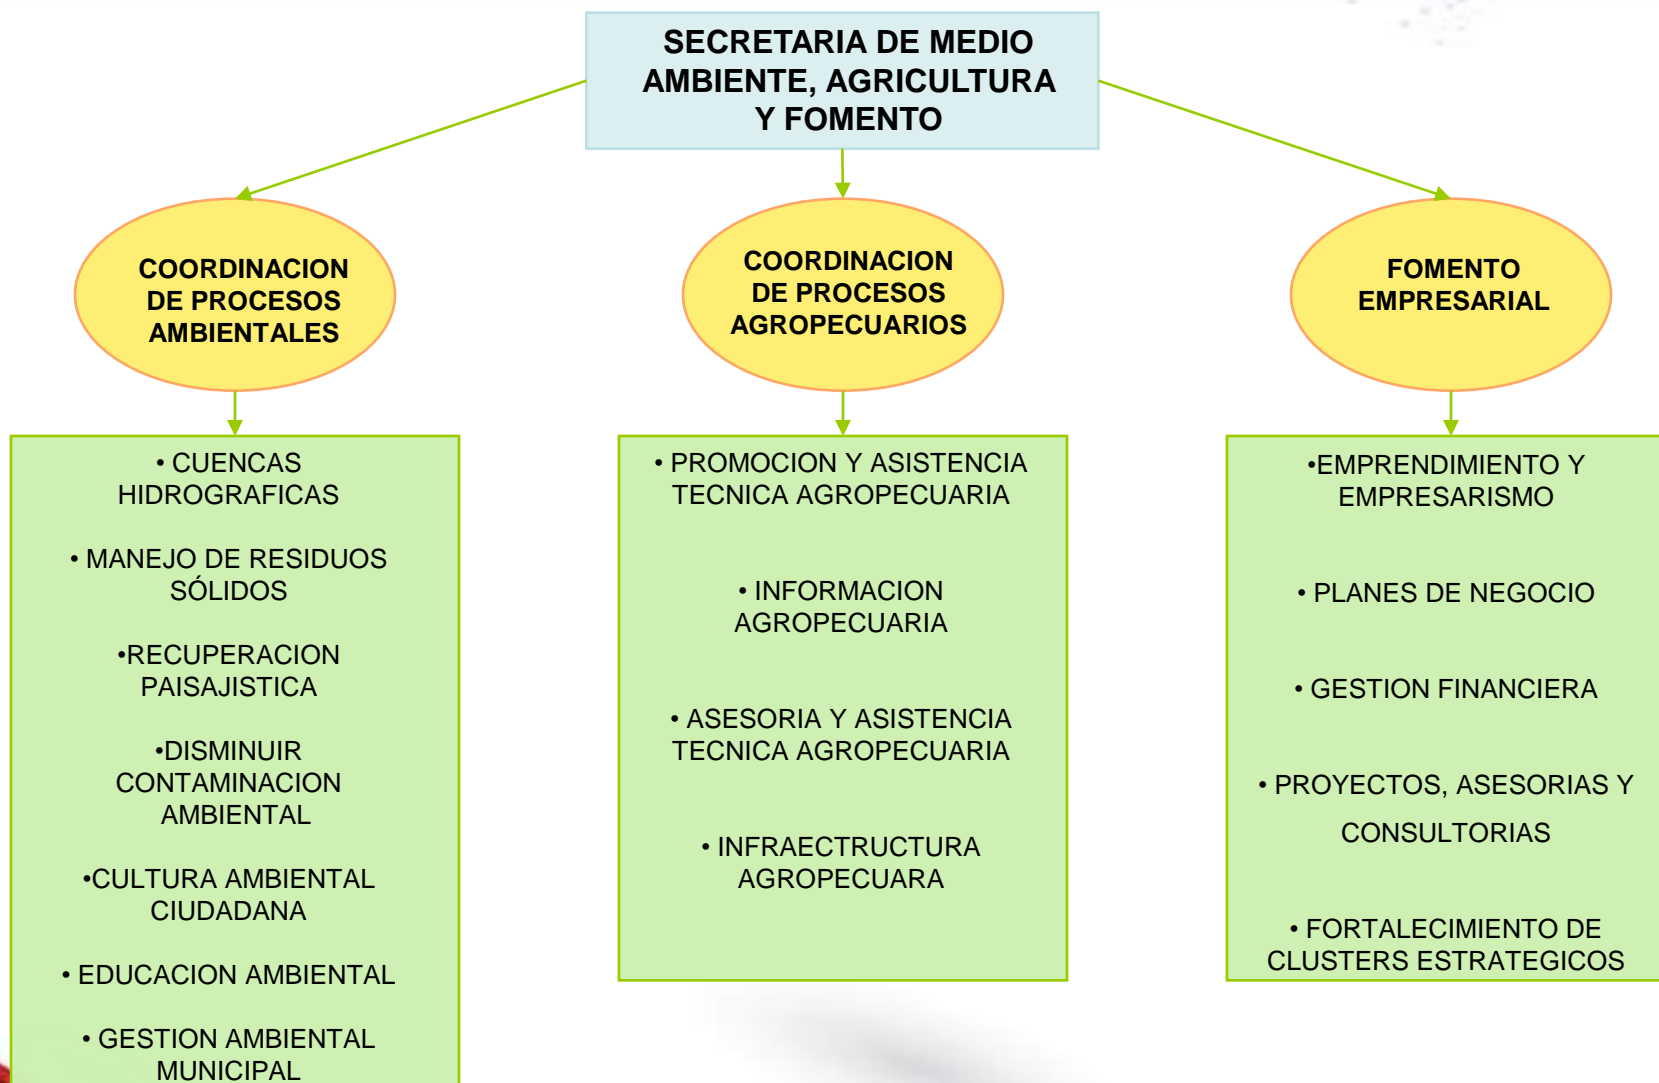 SECRETARIA DE MEDIO
AMBIENTE, AGRICULTURA
Y FOMENTO
COORDINACION
DE PROCESOS
AMBIENTALES
COORDINACION
DE PROCESOS
AGROPECUARIOS
FOMENTO
EMPRESARIAL
• CUENCAS
HIDROGRAFICAS
• MANEJO DE RESIDUOS
SÓLIDOS
•RECUPERACION
PAISAJISTICA
•DISMINUIR
CONTAMINACION
AMBIENTAL
•CULTURA AMBIENTAL
CIUDADANA
• EDUCACION AMBIENTAL
• GESTION AMBIENTAL
MUNICIPAL
• PROMOCION Y ASISTENCIA
TECNICA AGROPECUARIA
• INFORMACION
AGROPECUARIA
• ASESORIA Y ASISTENCIA
TECNICA AGROPECUARIA
• INFRAECTRUCTURA
AGROPECUARA
•EMPRENDIMIENTO Y
EMPRESARISMO
• PLANES DE NEGOCIO
• GESTION FINANCIERA
• PROYECTOS, ASESORIAS Y
CONSULTORIAS
• FORTALECIMIENTO DE
CLUSTERS ESTRATEGICOS